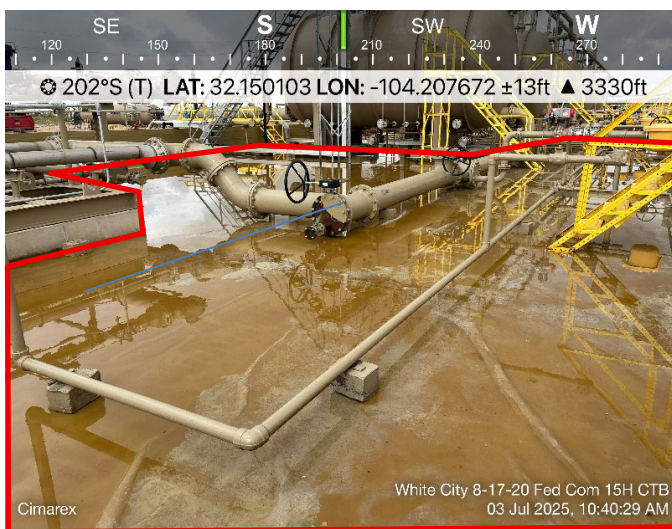 SE S SW W
120 150 180 210 240 270
202°S (T) LAT: 32.150103 LON: -104.207672 ±13ft ▲ 3330ft
White City 8-17-20 Fed Com 15H CTB
Cimarex 03 Jul 2025, 10:40:29 AM